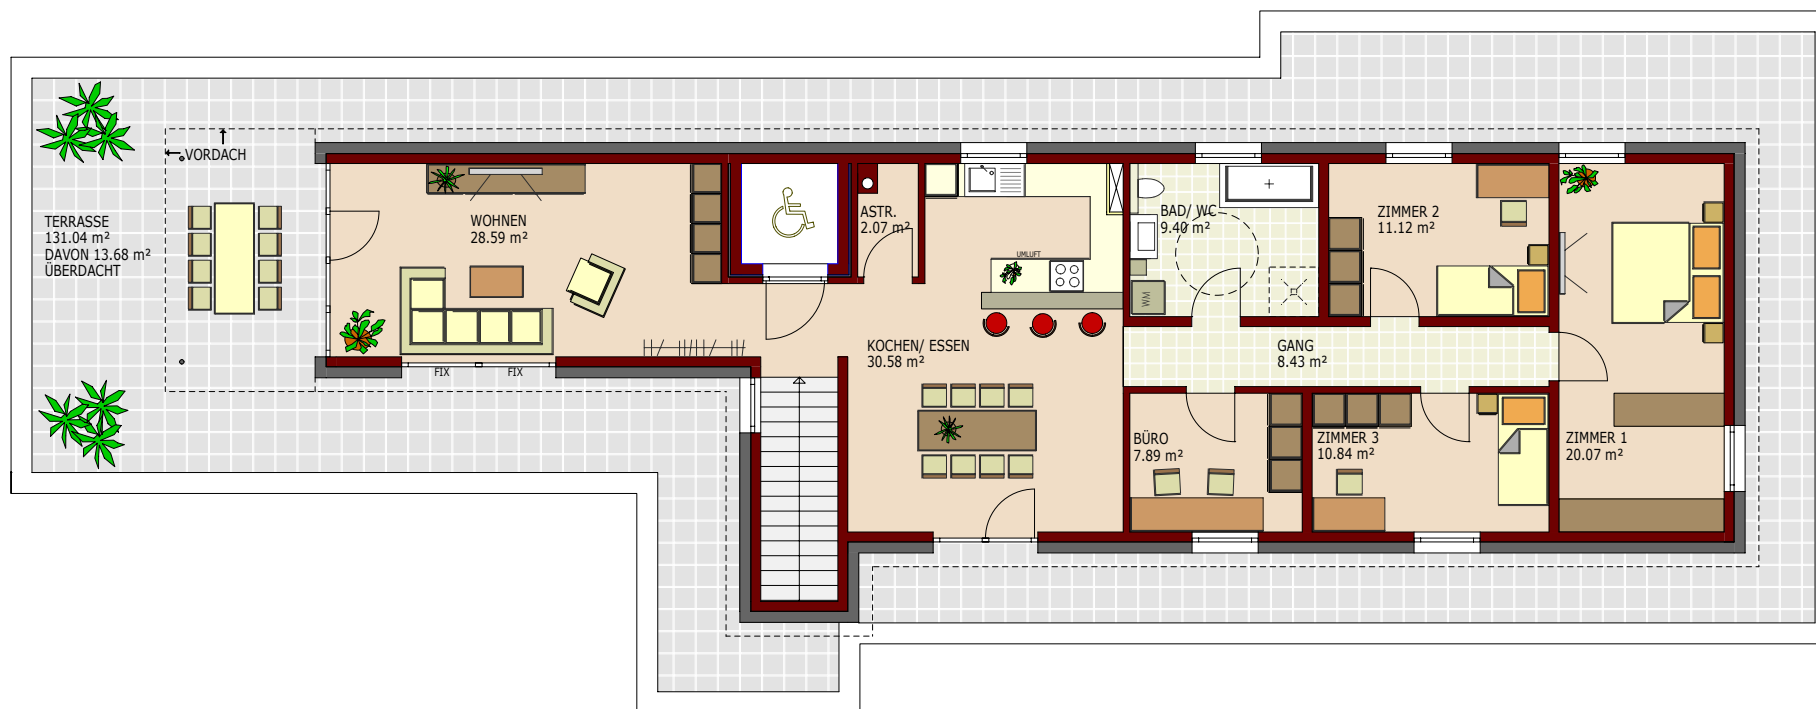 VORDACH
TERRASSE
131.04 m²
DAVON 13.68 m²
ÜBERDACHT
WOHNEN
28.59 m²
FIX
FIX
ASTR.
2.07 m²
UMLUFT
KOCHEN/ ESSEN
30.58 m²
BAD/ WC
9.40 m²
WM
ZIMMER 2
11.12 m²
GANG
8.43 m²
BÜRO
7.89 m²
ZIMMER 3
10.84 m²
ZIMMER 1
20.07 m²